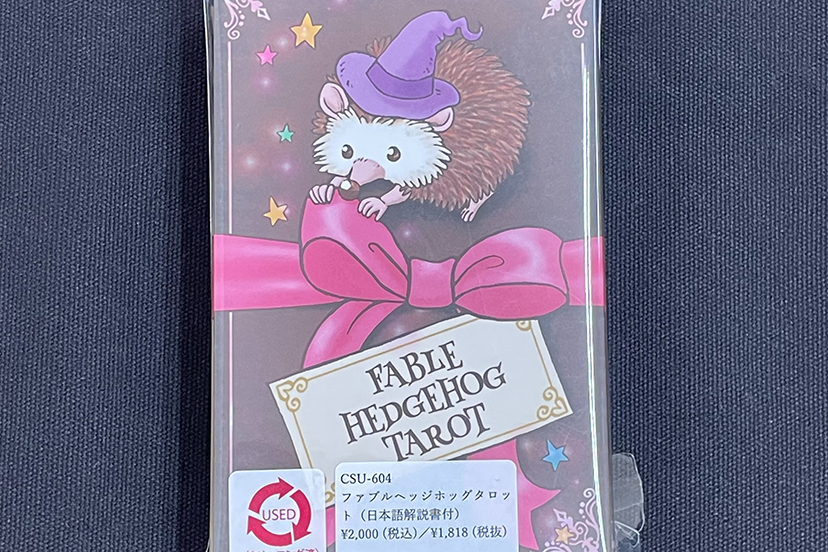 FABLE
HEDGEHOG
TAROT
USED
CSU-604
ファブルヘッジホッグタロッ
ト（日本語解説書付）
¥2,000（税込）／¥1,818（税抜）